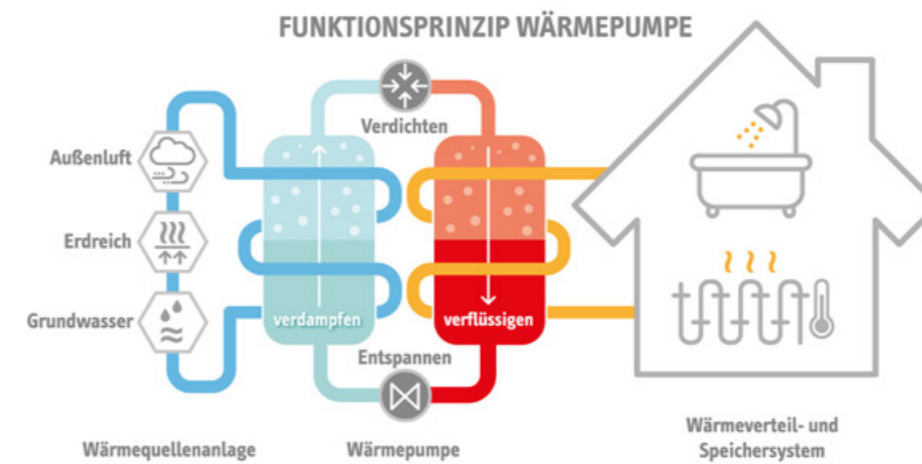 FUNKTIONSPRINZIP WÄRMEPUMPE
Verdichten
Außenluft
Erdreich
Grundwasser
verdampfen
verflüssigen
Entspannen
Wärmequellenanlage
Wärmepumpe
Wärmeverteil- und
Speichersystem